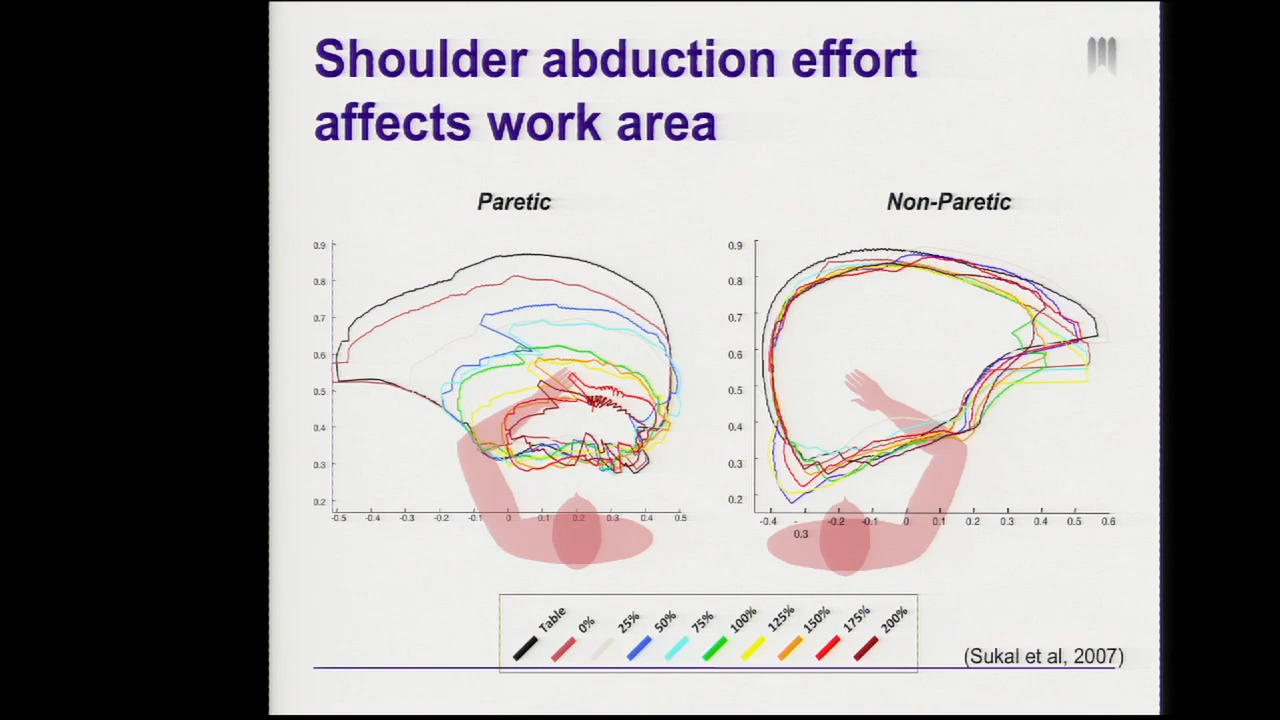 Shoulder abduction effort
affects work area
Paretic
Non-Paretic
0.9
0.8
0.7
0.6
0.5
0.4
0.3
0.2
-0.5 -0.4 -0.3 -0.2 -0.1 0 0.1 0.2 0.3 0.4 0.5
0.9
0.8
0.7
0.6
0.5
0.4
0.3
0.2
-0.4 - -0.2 -0.1 0 0.1 0.2 0.3 0.4 0.5 0.6
0.3
Table 0% 25% 50% 75% 100% 125% 150% 175% 200%
(Sukal et al, 2007)